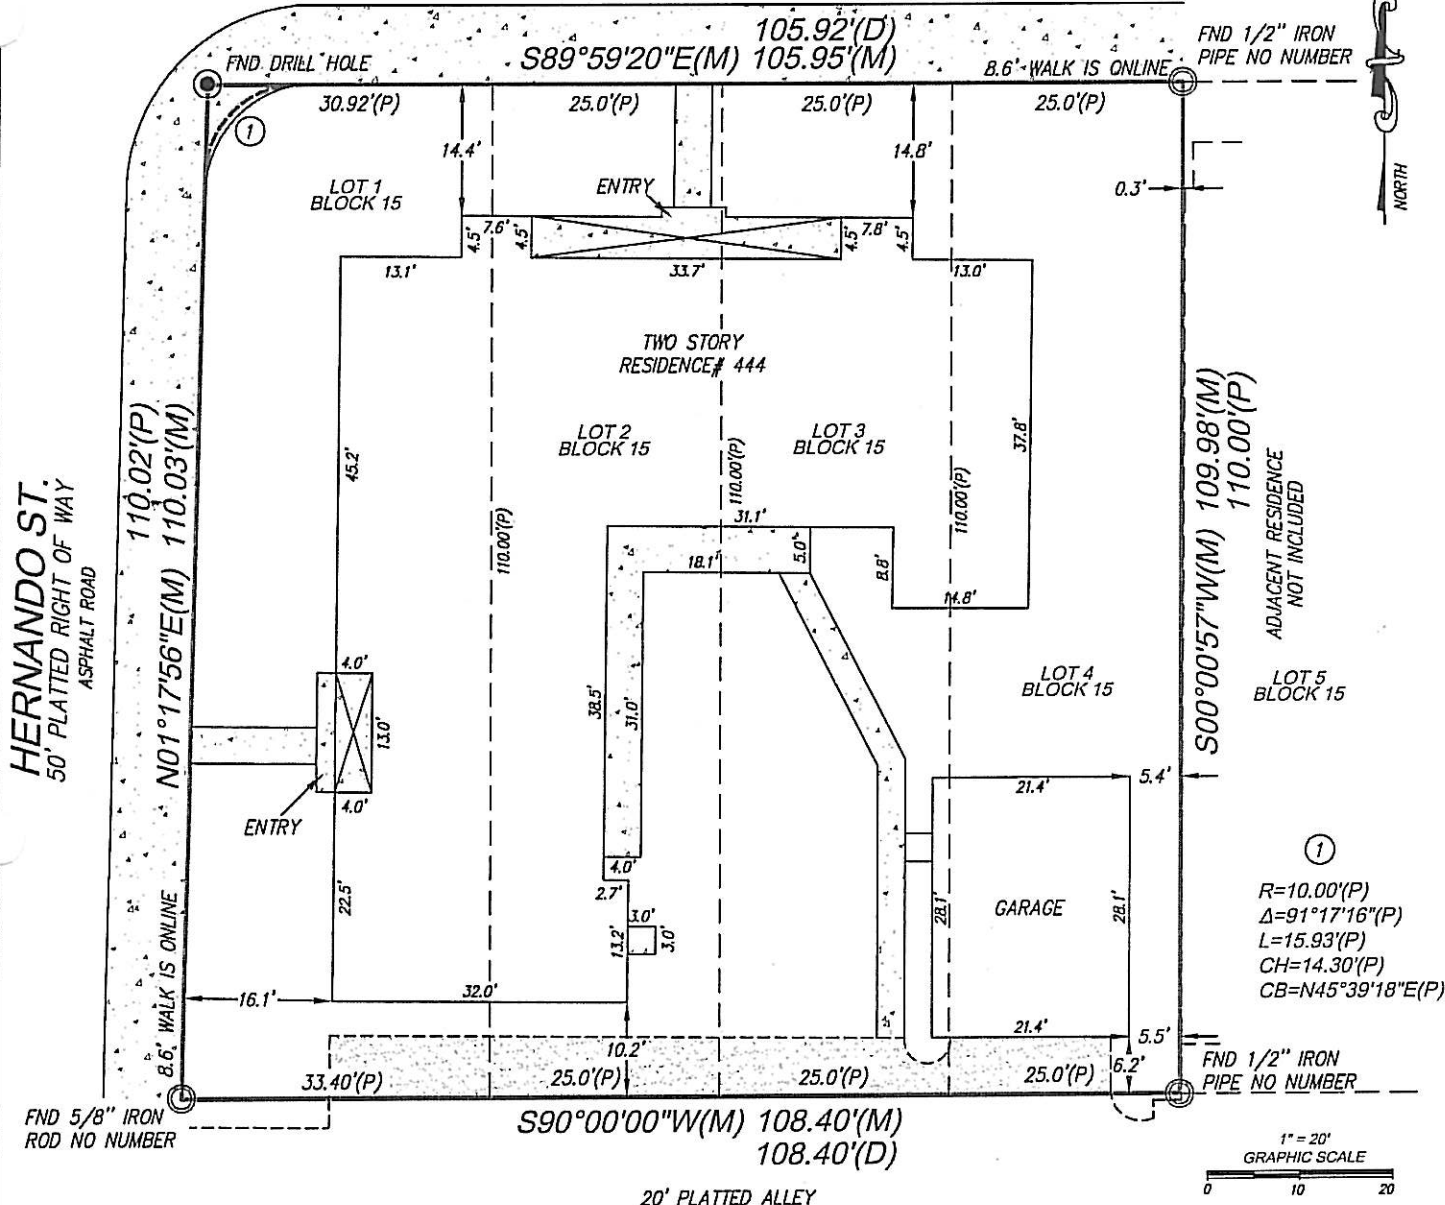 105.92'(D)
S89°59'20"E(M) 105.95'(M)
FND DRILL HOLE
8.6' WALK IS ONLINE
FND 1/2" IRON
PIPE NO NUMBER
30.92'(P)
25.0'(P)
25.0'(P)
25.0'(P)
1
14.4'
14.8'
0.3'
NORTH
LOT 1
BLOCK 15
ENTRY
4.5'
7.6'
4.5'
4.5'
7.8'
4.5'
13.1'
33.7'
13.0'
TWO STORY
RESIDENCE# 444
LOT 2
BLOCK 15
LOT 3
BLOCK 15
45.2'
37.8'
110.00'(P)
110.00'(P)
110.00'(P)
HERNANDO ST.
50' PLATTED RIGHT OF WAY
ASPHALT ROAD
110.02'(P)
N01°17'56"E(M) 110.03'(M)
S00°00'57"W(M) 109.98'(M)
110.00'(P)
ADJACENT RESIDENCE
NOT INCLUDED
31.1'
18.1'
5.0'
8.8'
14.8'
4.0'
13.0'
4.0'
ENTRY
38.5'
31.0'
LOT 4
BLOCK 15
LOT 5
BLOCK 15
21.4'
5.4'
4.0'
2.7'
3.0'
3.0'
13.2'
22.5'
28.1'
GARAGE
28.1'
1
R=10.00'(P)
Δ=91°17'16"(P)
L=15.93'(P)
CH=14.30'(P)
CB=N45°39'18"E(P)
8.6' WALK IS ONLINE
16.1'
32.0'
21.4'
5.5'
10.2'
6.2'
33.40'(P)
25.0'(P)
25.0'(P)
25.0'(P)
FND 1/2" IRON
PIPE NO NUMBER
FND 5/8" IRON
ROD NO NUMBER
S90°00'00"W(M) 108.40'(M)
108.40'(D)
20' PLATTED ALLEY
1" = 20'
GRAPHIC SCALE
0 10 20